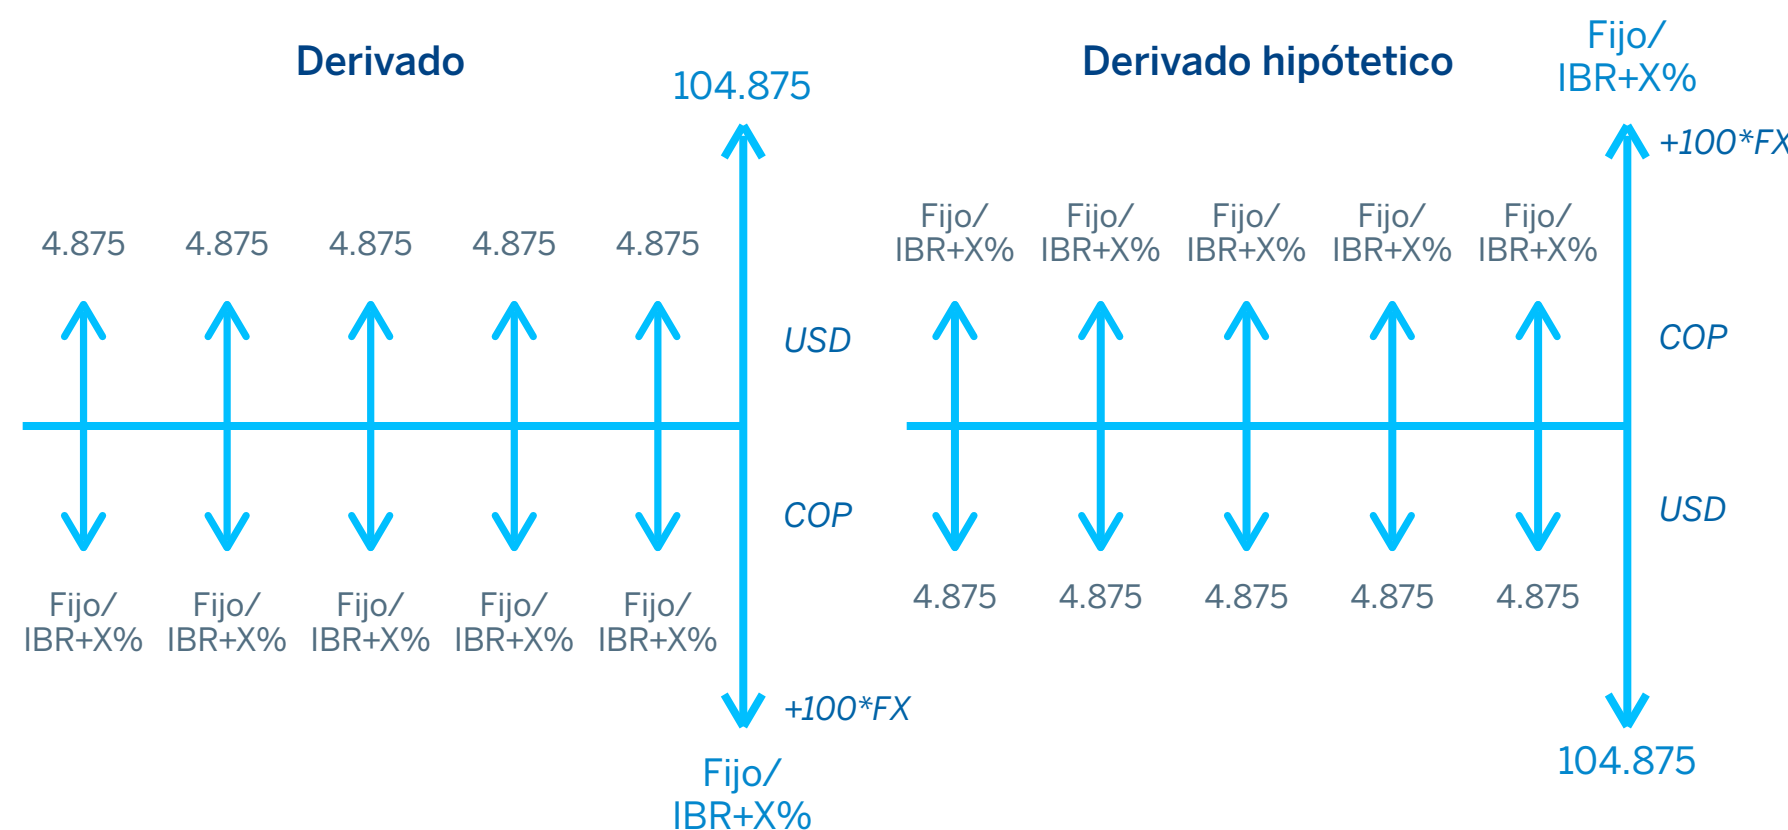 Derivado
104.875
4.875 4.875 4.875 4.875 4.875
USD
COP
Fijo/ Fijo/ Fijo/ Fijo/ Fijo/
IBR+X% IBR+X% IBR+X% IBR+X% IBR+X%
+100*FX
Fijo/
IBR+X%
Derivado hipótetico
Fijo/
IBR+X%
+100*FX
Fijo/ Fijo/ Fijo/ Fijo/ Fijo/
IBR+X% IBR+X% IBR+X% IBR+X% IBR+X%
COP
USD
4.875 4.875 4.875 4.875 4.875
104.875